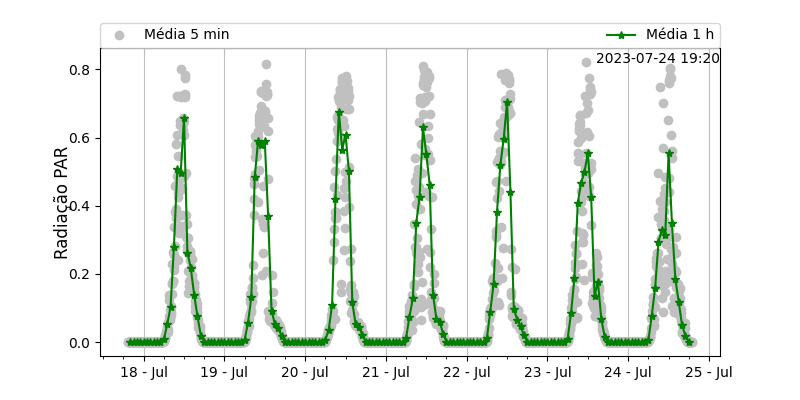 Média 5 min
Média 1 h
2023-07-24 19:20
Radiação PAR
0.8
0.6
0.4
0.2
0.0
18 - Jul
19 - Jul
20 - Jul
21 - Jul
22 - Jul
23 - Jul
24 - Jul
25 - Jul